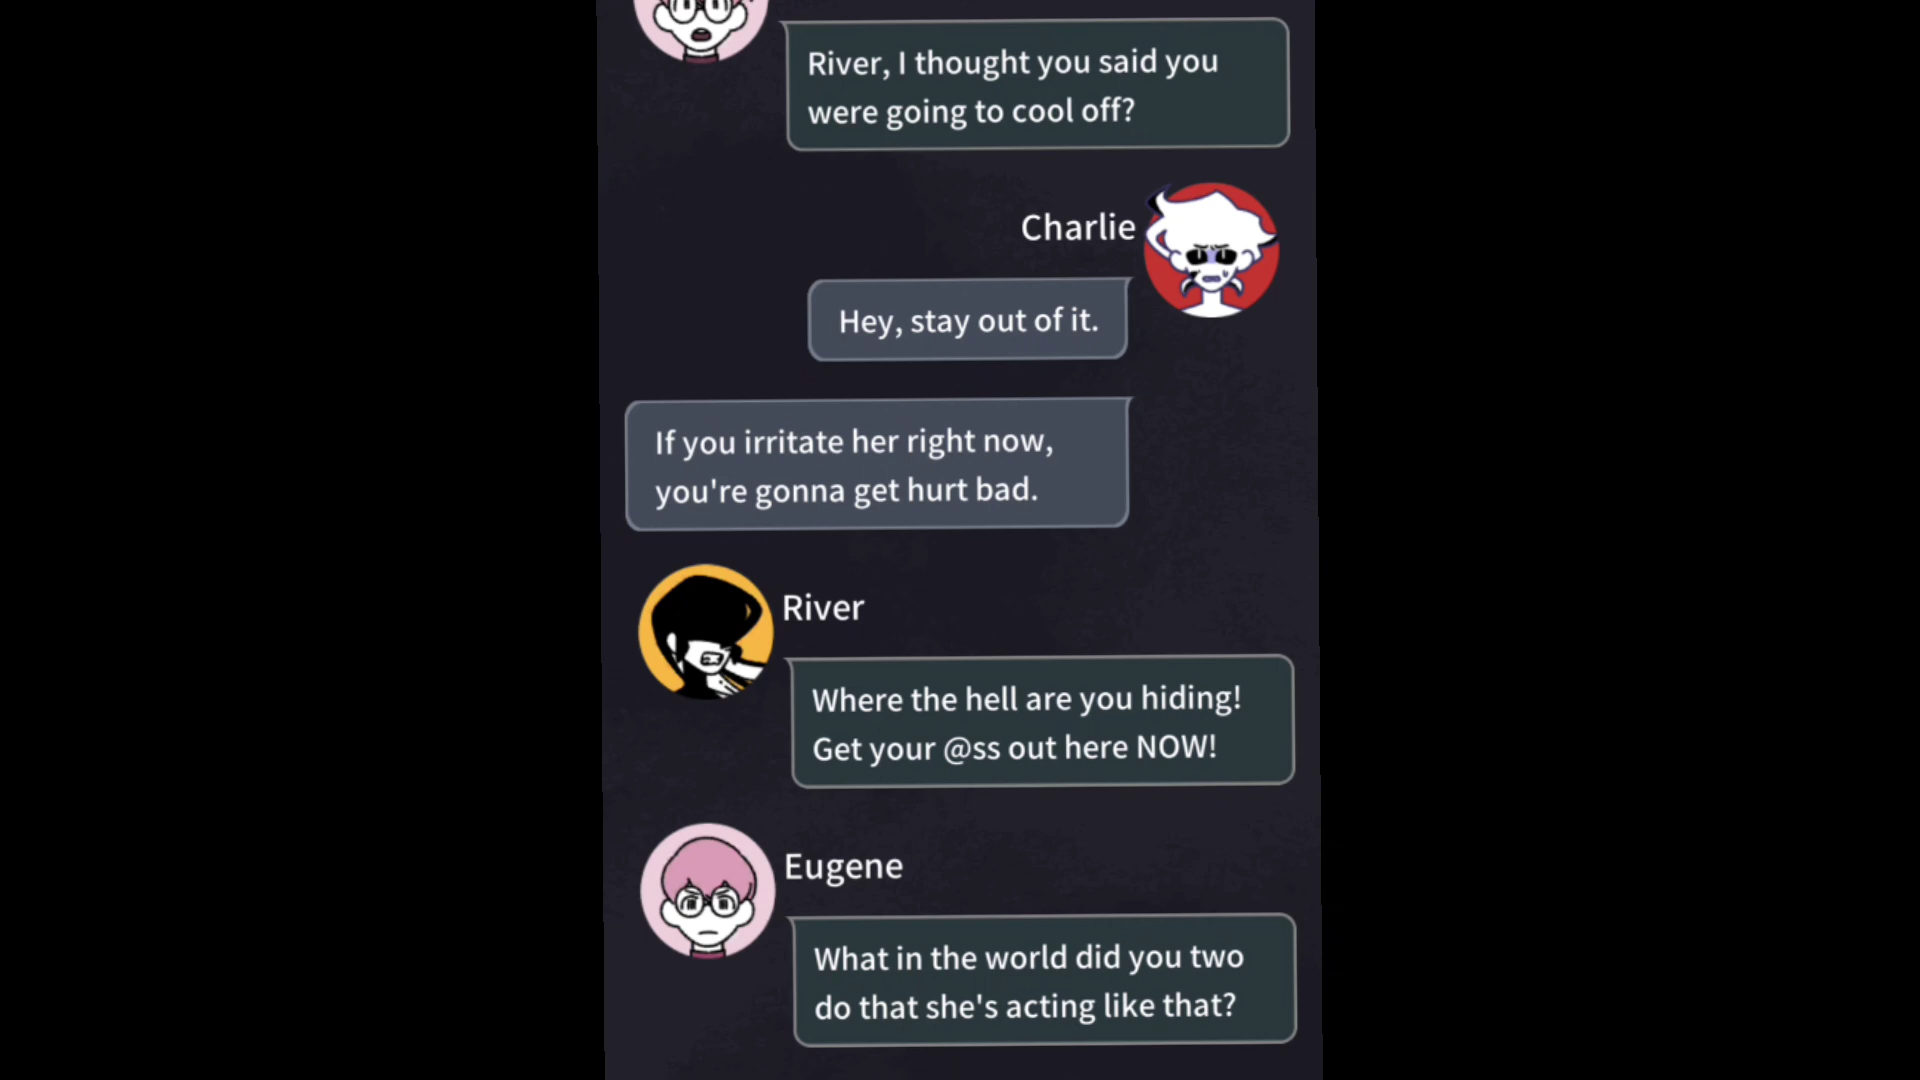 River, I thought you said you
were going to cool off?
Charlie
Hey, stay out of it.
If you irritate her right now,
you're gonna get hurt bad.
River
Where the hell are you hiding!
Get your @ss out here NOW!
Eugene
What in the world did you two
do that she's acting like that?